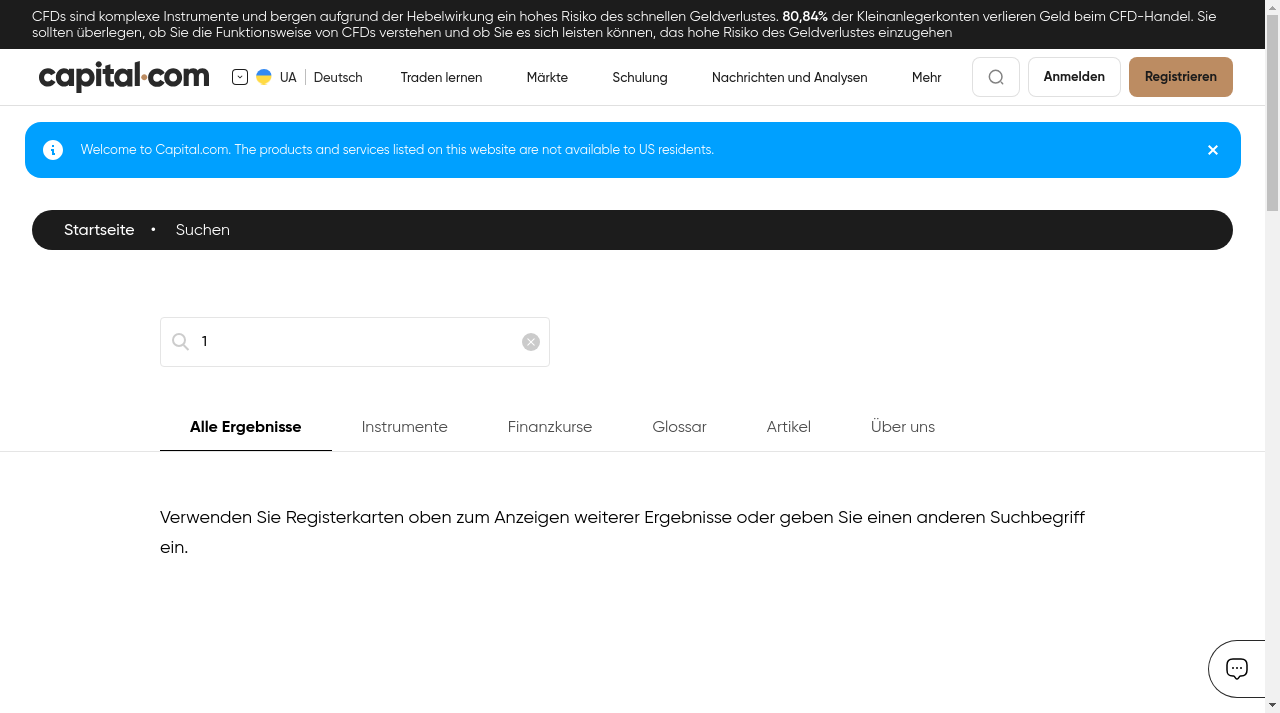 CFDs sind komplexe Instrumente und bergen aufgrund der Hebelwirkung ein hohes Risiko des schnellen Geldverlustes. 80,84% der Kleinanlegerkonten verlieren Geld beim CFD-Handel. Sie
sollten überlegen, ob Sie die Funktionsweise von CFDs verstehen und ob Sie es sich leisten können, das hohe Risiko des Geldverlustes einzugehen
capital.com UA Deutsch Traden lernen Märkte Schulung Nachrichten und Analysen Mehr Anmelden Registrieren
Welcome to Capital.com. The products and services listed on this website are not available to US residents.
Startseite • Suchen
1
Alle Ergebnisse Instrumente Finanzkurse Glossar Artikel Über uns
Verwenden Sie Registerkarten oben zum Anzeigen weiterer Ergebnisse oder geben Sie einen anderen Suchbegriff
ein.